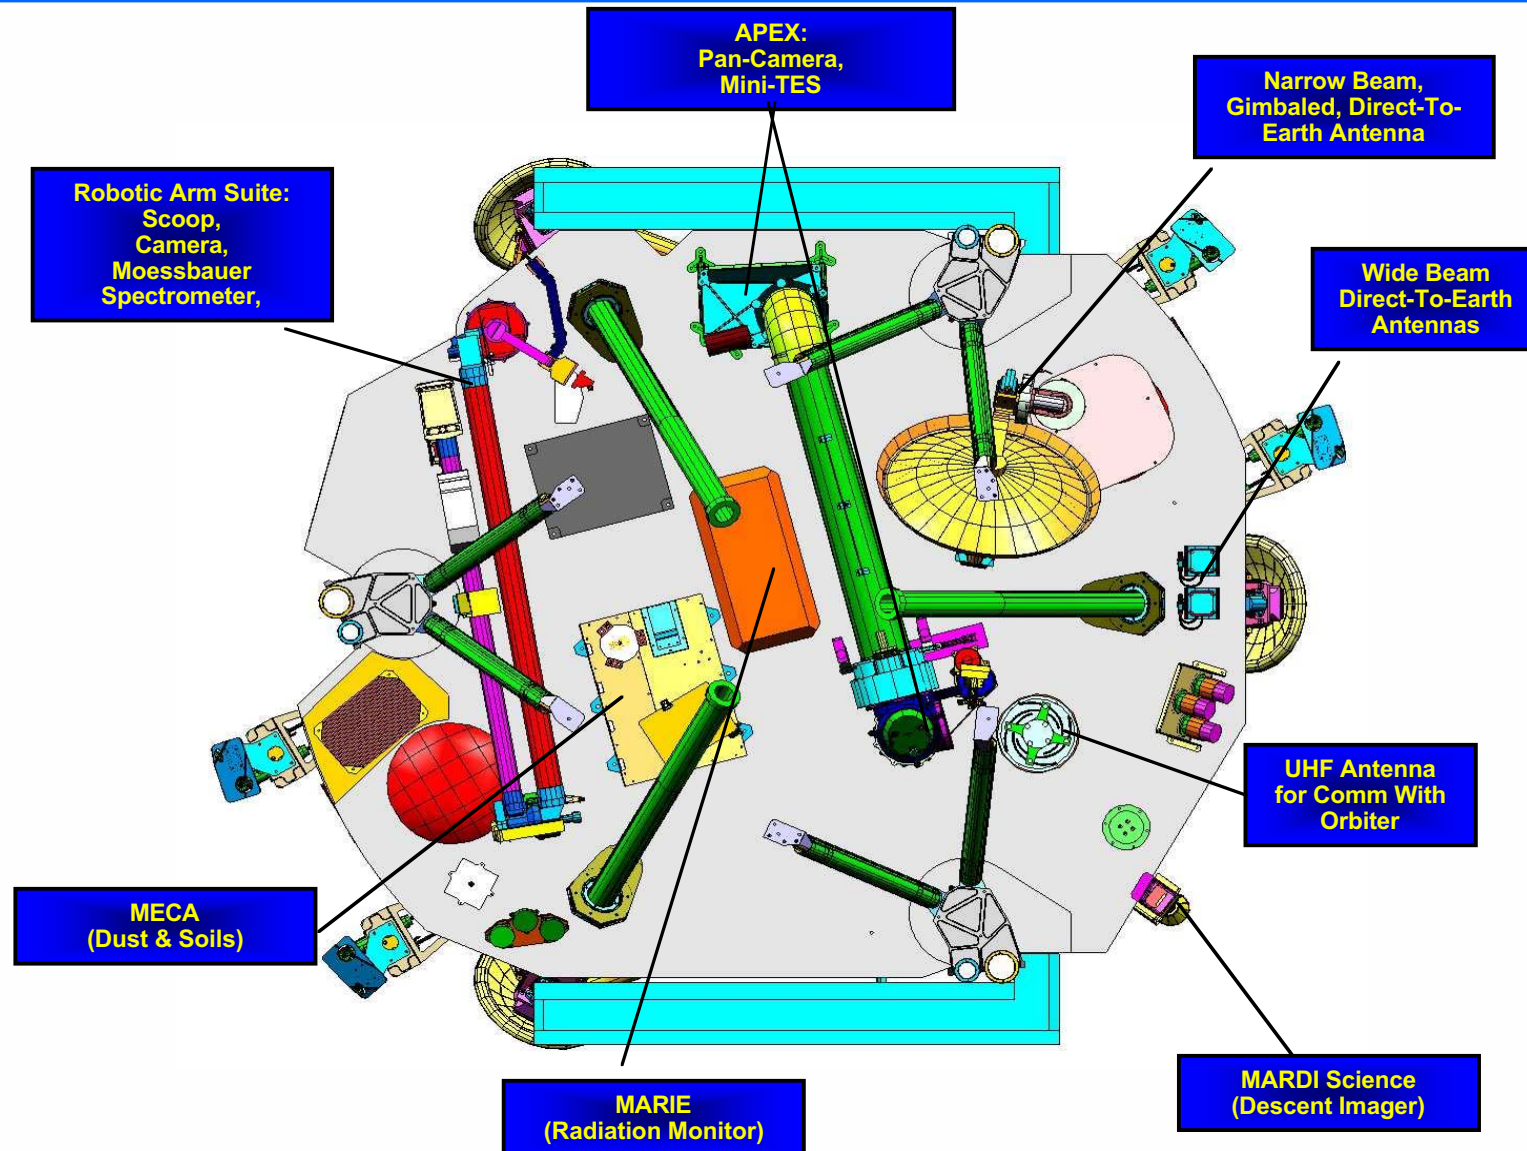 APEX:
Pan-Camera,
Mini-TES
Narrow Beam,
Gimbaled, Direct-To-
Earth Antenna
Robotic Arm Suite:
Scoop,
Camera,
Moessbauer
Spectrometer,
Wide Beam
Direct-To-Earth
Antennas
UHF Antenna
for Comm With
Orbiter
MECA
(Dust & Soils)
MARDI Science
(Descent Imager)
MARIE
(Radiation Monitor)